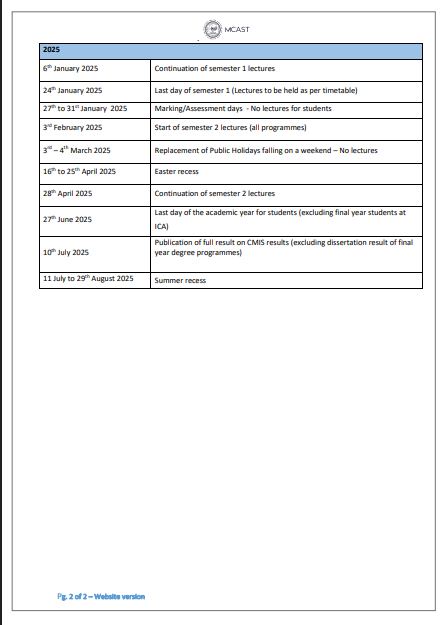 MCAST
2025
6th January 2025 Continuation of semester 1 lectures
24th January 2025 Last day of semester 1 (Lectures to be held as per timetable)
27th to 31st January 2025 Marking/Assessment days - No lectures for students
3rd February 2025 Start of semester 2 lectures (all programmes)
3rd – 4th March 2025 Replacement of Public Holidays falling on a weekend – No lectures
16th to 25th April 2025 Easter recess
28th April 2025 Continuation of semester 2 lectures
27th June 2025 Last day of the academic year for students (excluding final year students at
ICA)
10th July 2025 Publication of full result on CMIS results (excluding dissertation result of final
year degree programmes)
11 July to 29th August 2025 Summer recess
Pg. 2 of 2 – Website version